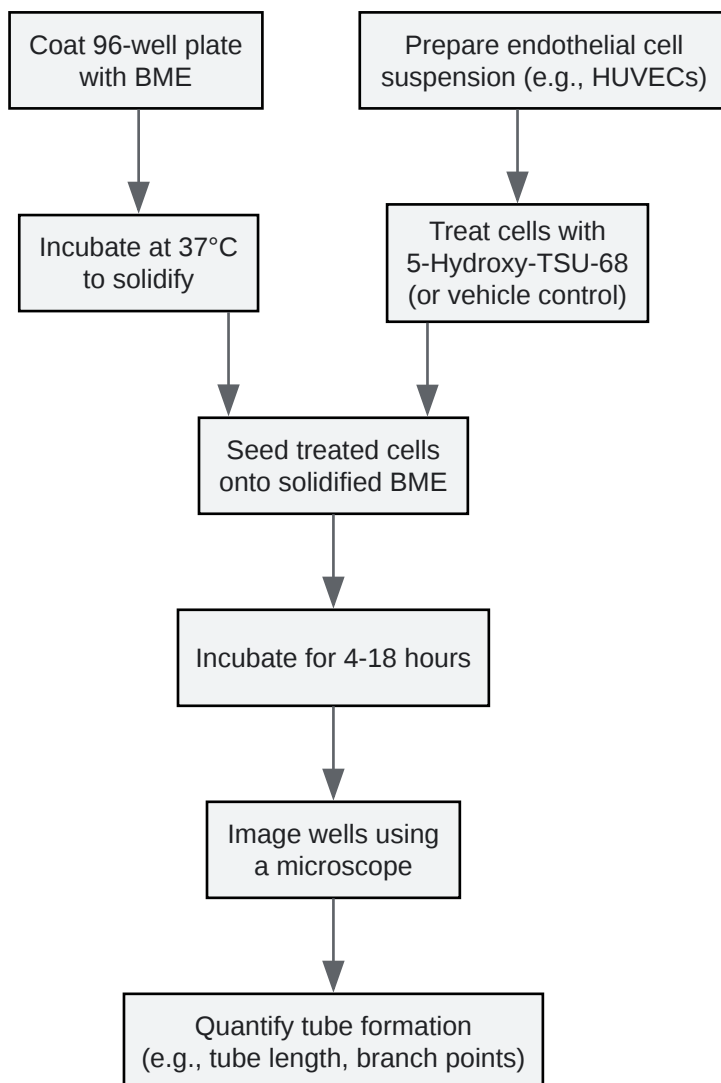 Coat 96-well plate
with BME
Prepare endothelial cell
suspension (e.g., HUVECs)
Incubate at 37°C
to solidify
Treat cells with
5-Hydroxy-TSU-68
(or vehicle control)
Seed treated cells
onto solidified BME
Incubate for 4-18 hours
Image wells using
a microscope
Quantify tube formation
(e.g., tube length, branch points)